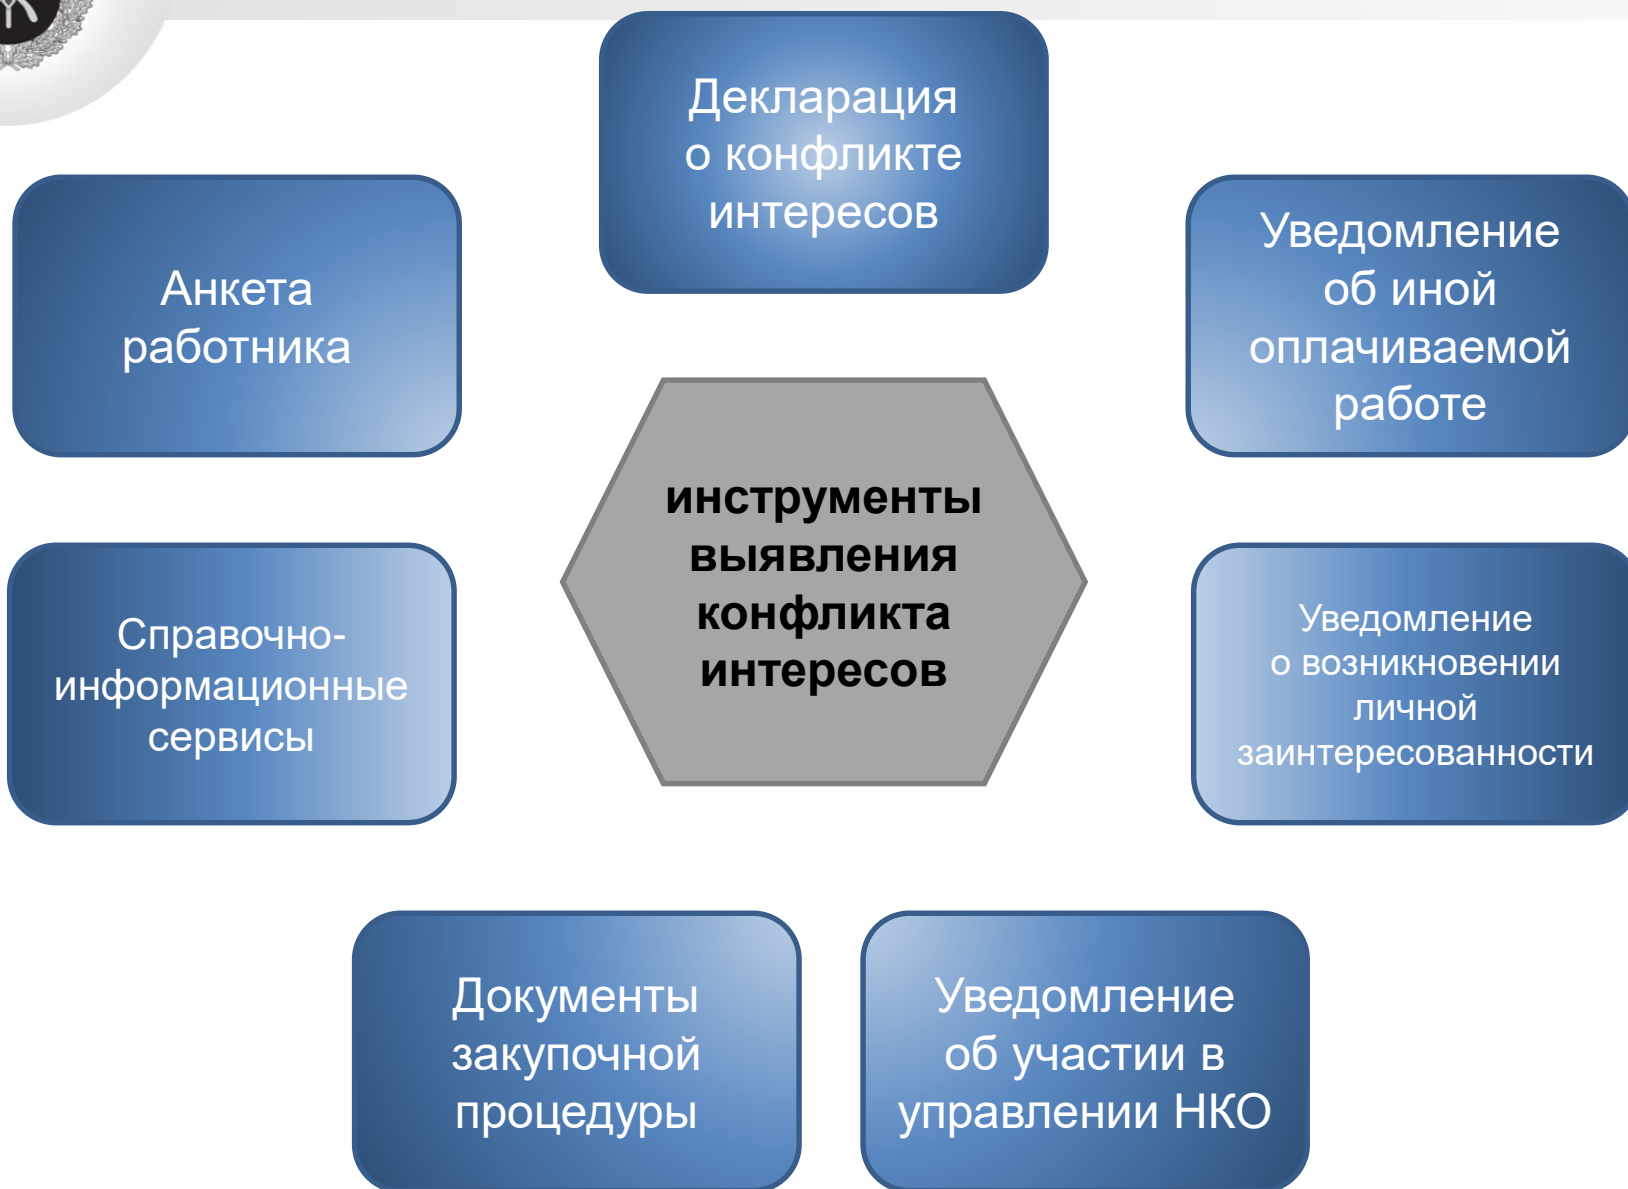 Декларация
о конфликте
интересов
Анкета
работника
Уведомление
об иной
оплачиваемой
работе
инструменты
выявления
конфликта
интересов
Справочно-
информационные
сервисы
Уведомление
о возникновении
личной
заинтересованности
Документы
закупочной
процедуры
Уведомление
об участии в
управлении НКО